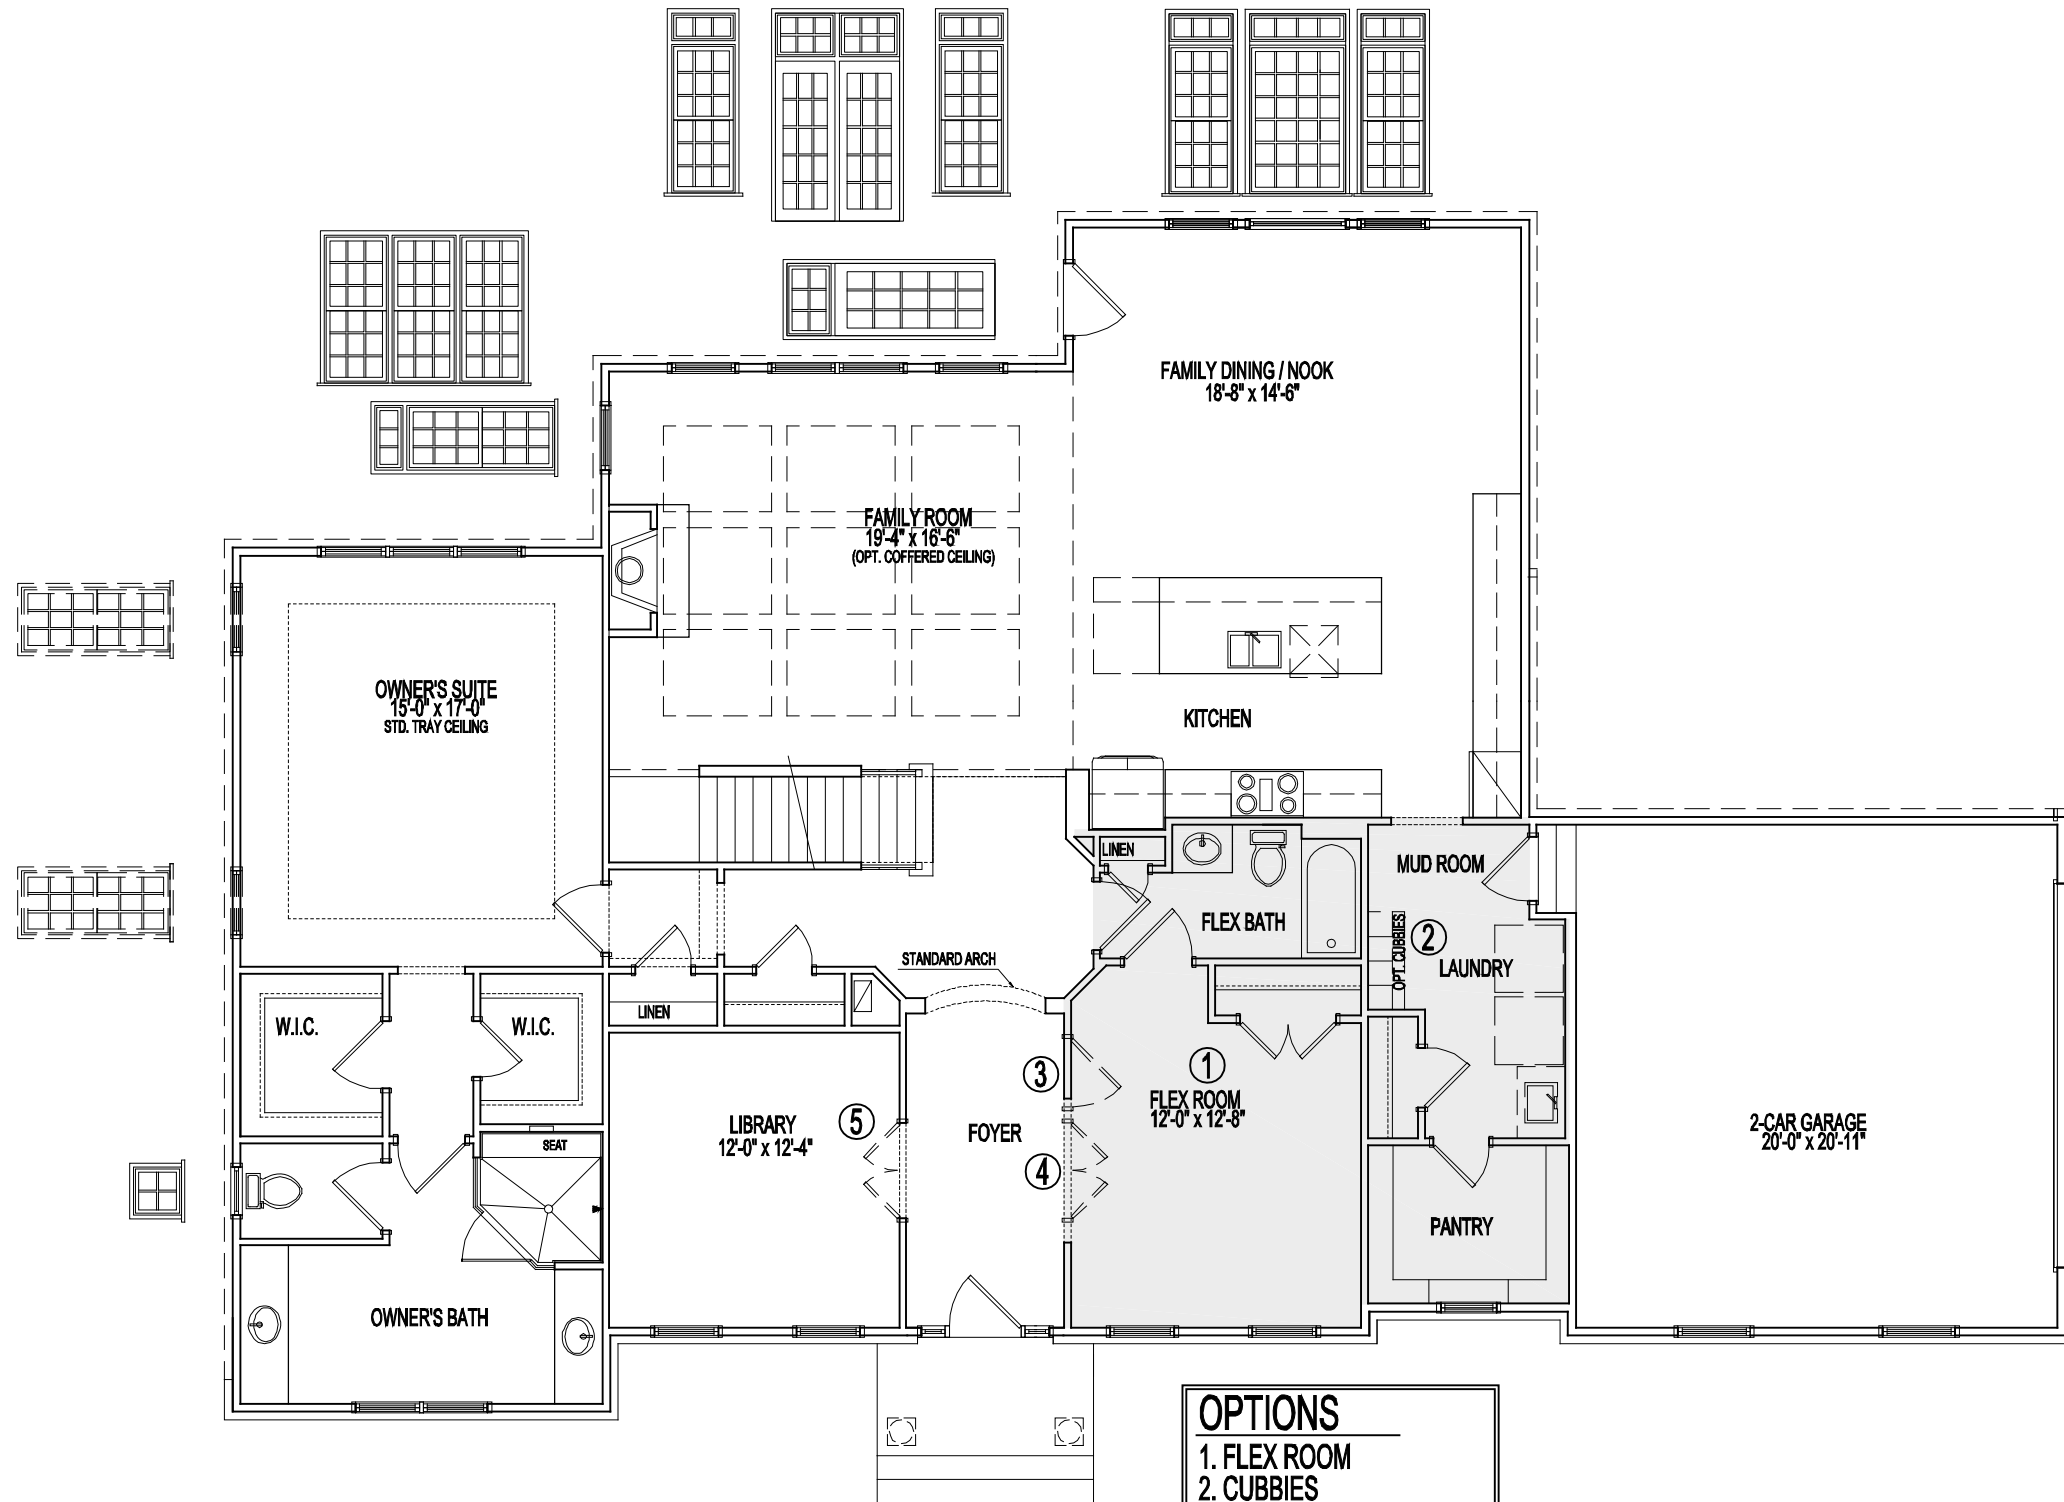 FAMILY DINING / NOOK
18'-8" x 14'-6"
FAMILY ROOM
19'-4" x 16'-6"
(OPT. COFFERED CEILING)
OWNER'S SUITE
15'-0" x 17'-0"
STD. TRAY CEILING
KITCHEN
LINEN
MUD ROOM
FLEX BATH
OPT. CUBBIES
2
LAUNDRY
STANDARD ARCH
LINEN
W.I.C.
W.I.C.
1
FLEX ROOM
12'-0" x 12'-8"
3
4
5
LIBRARY
12'-0" x 12'-4"
FOYER
2-CAR GARAGE
20'-0" x 20'-11"
SEAT
PANTRY
OWNER'S BATH
OPTIONS
1. FLEX ROOM
2. CUBBIES